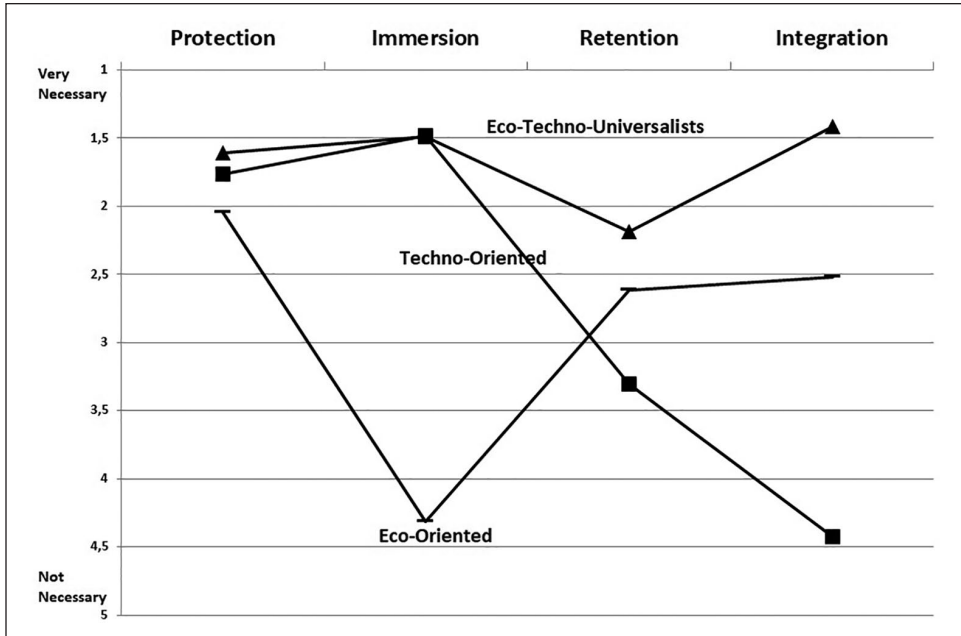 Protection Immersion Retention Integration
Very
Necessary
1
1,5
Eco-Techno-Universalists
2
Techno-Oriented
2,5
3
3,5
4
Eco-Oriented
4,5
Not
Necessary
5